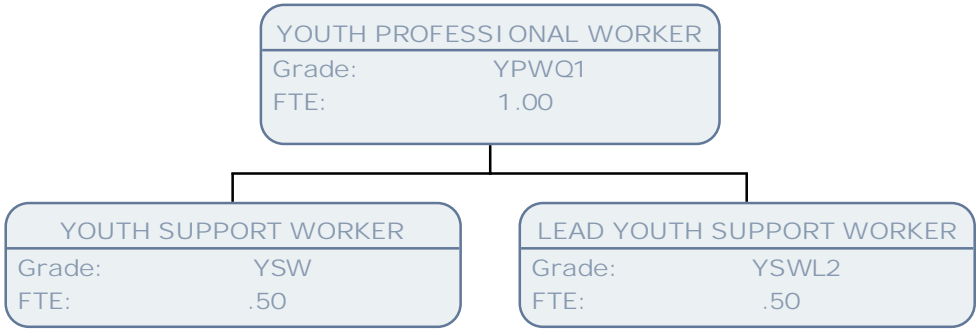 YOUTH PROFESSIONAL WORKER
Grade: YPWQ1
FTE: 1.00
YOUTH SUPPORT WORKER
Grade: YSW
FTE: .50
LEAD YOUTH SUPPORT WORKER
Grade: YSWL2
FTE: .50